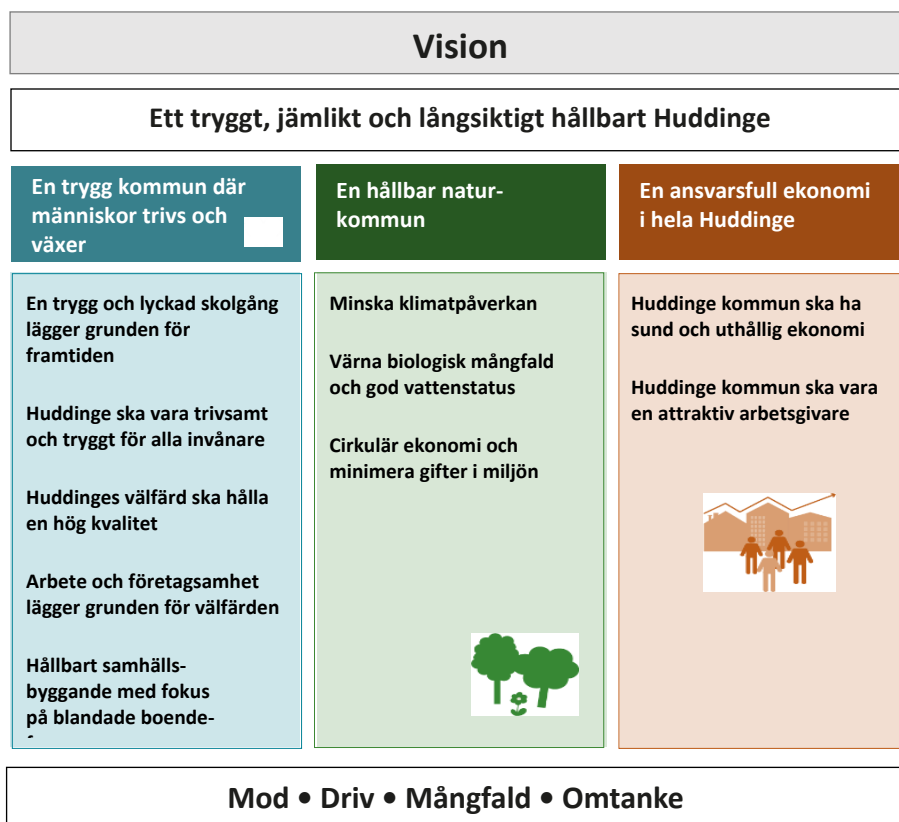 Vision
Ett tryggt, jämlikt och långsiktigt hållbart Huddinge
En trygg kommun där
människor trivs och
växer
En trygg och lyckad skolgång
lägger grunden för
framtiden
Huddinge ska vara trivsamt
och tryggt för alla invånare
Huddinges välfärd ska hålla
en hög kvalitet
Arbete och företagsamhet
lägger grunden för välfärden
Hållbart samhälls-
byggande med fokus
på blandade boende-
En hållbar natur-
kommun
Minska klimatpåverkan
Värna biologisk mångfald
och god vattenstatus
Cirkulär ekonomi och
minimera gifter i miljön
En ansvarsfull ekonomi
i hela Huddinge
Huddinge kommun ska ha
sund och uthållig ekonomi
Huddinge kommun ska vara
en attraktiv arbetsgivare
Mod • Driv • Mångfald • Omtanke